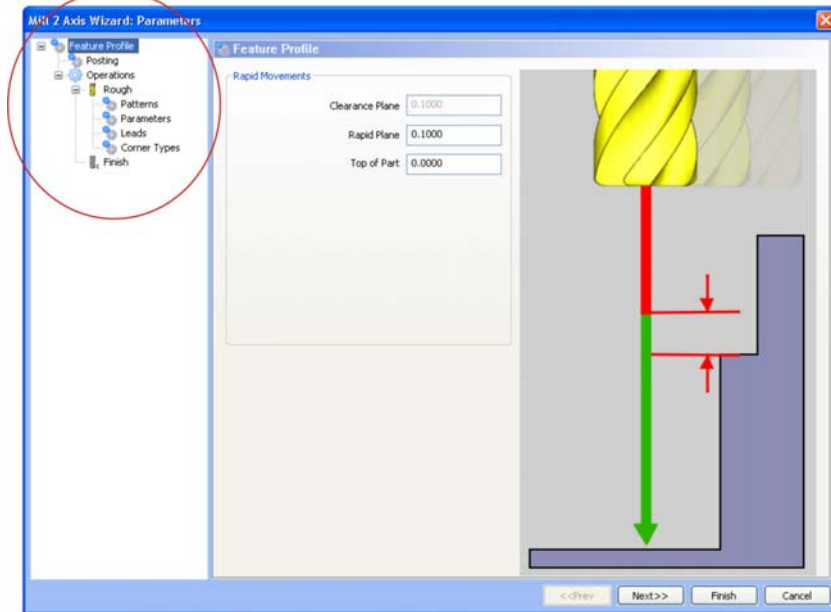 Mill 2 Axis Wizard: Parameters
Feature Profile
Posting
Operations
Rough
Patterns
Parameters
Leads
Corner Types
Finish
Feature Profile
Rapid Movements
Clearance Plane 0.1000
Rapid Plane 0.1000
Top of Part 0.0000
<<Prev
Next>>
Finish
Cancel